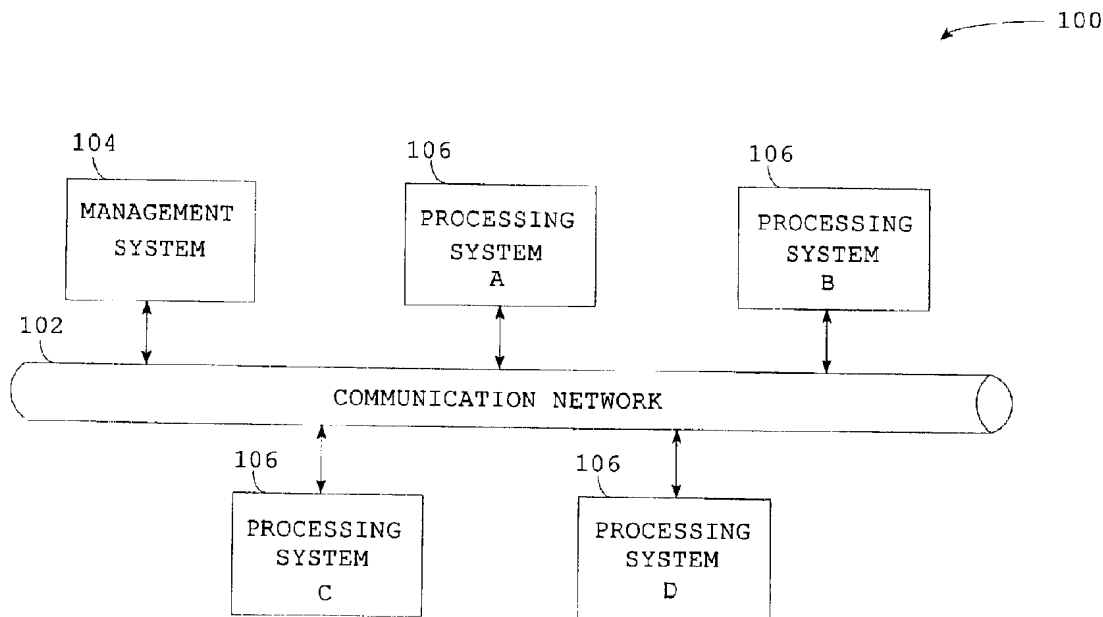 100
104
MANAGEMENT
SYSTEM
106
PROCESSING
SYSTEM
A
106
PROCESSING
SYSTEM
B
102
COMMUNICATION NETWORK
106
PROCESSING
SYSTEM
C
106
PROCESSING
SYSTEM
D